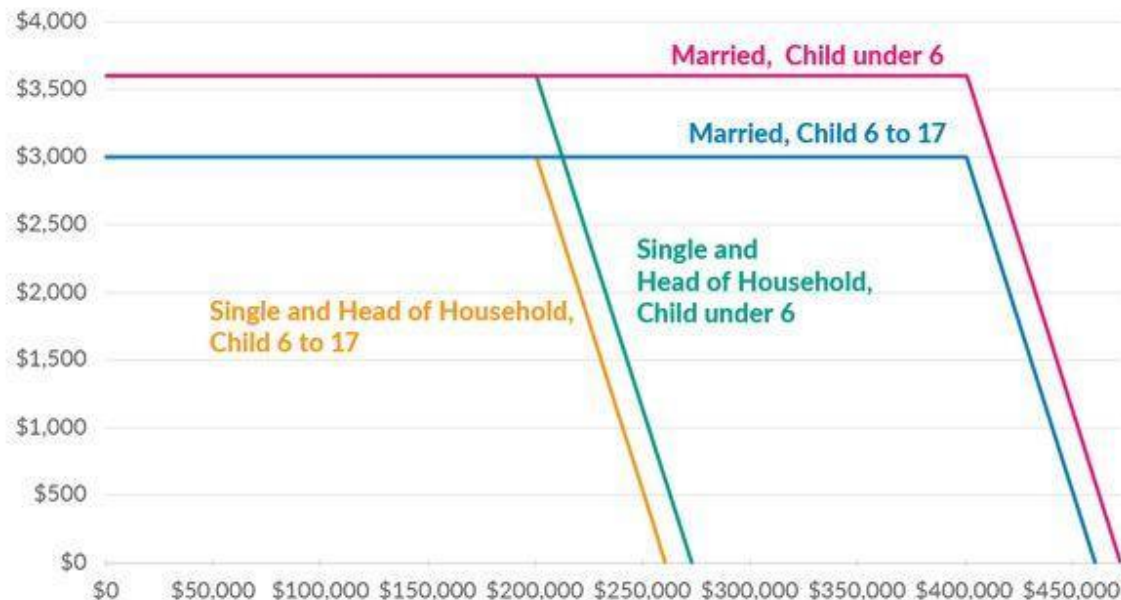 $4,000
Married, Child under 6
$3,500
Married, Child 6 to 17
$3,000
$2,500
Single and
Head of Household,
Child under 6
$2,000
Single and Head of Household,
Child 6 to 17
$1,500
$1,000
$500
$0
$0 $50,000 $100,000 $150,000 $200,000 $250,000 $300,000 $350,000 $400,000 $450,000